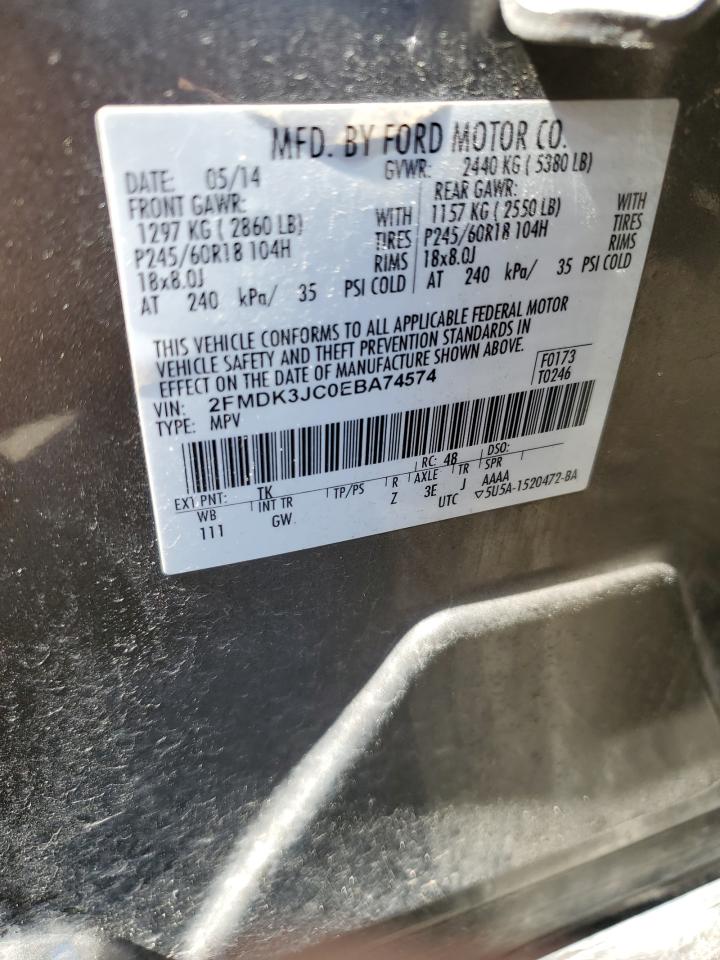 MFD. BY FORD MOTOR CO.
DATE: 05/14 GVWR: 2440 KG ( 5380 LB)
FRONT GAWR: REAR GAWR:
1297 KG ( 2860 LB) WITH 1157 KG ( 2550 LB) WITH
P245/60R18 104H TIRES P245/60R18 104H TIRES
18x8.0J RIMS 18x8.0J RIMS
AT 240 kPa/ 35 PSI COLD AT 240 kPa/ 35 PSI COLD
THIS VEHICLE CONFORMS TO ALL APPLICABLE FEDERAL MOTOR
VEHICLE SAFETY AND THEFT PREVENTION STANDARDS IN
EFFECT ON THE DATE OF MANUFACTURE SHOWN ABOVE.
VIN: 2FMDK3JC0EBA74574 F0173
TYPE: MPV T0246
EXT PNT: TK RC: 48 DSO:
WB INT TR TP/PS R AXLE TR SPR
111 GW Z 3E J AAAA
UTC ▽5U5A-1520472-BA